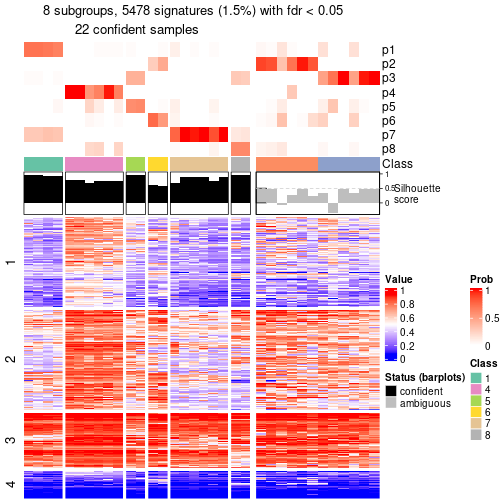 8 subgroups, 5478 signatures (1.5%) with fdr < 0.05
22 confident samples
p1
p2
p3
p4
p5
p6
p7
p8
Class
1
0.5
0
Silhouette
score
1
2
3
4
Value
1
0.8
0.6
0.4
0.2
0
Status (barplots)
confident
ambiguous
Prob
1
0.5
0
Class
1
4
5
6
7
8